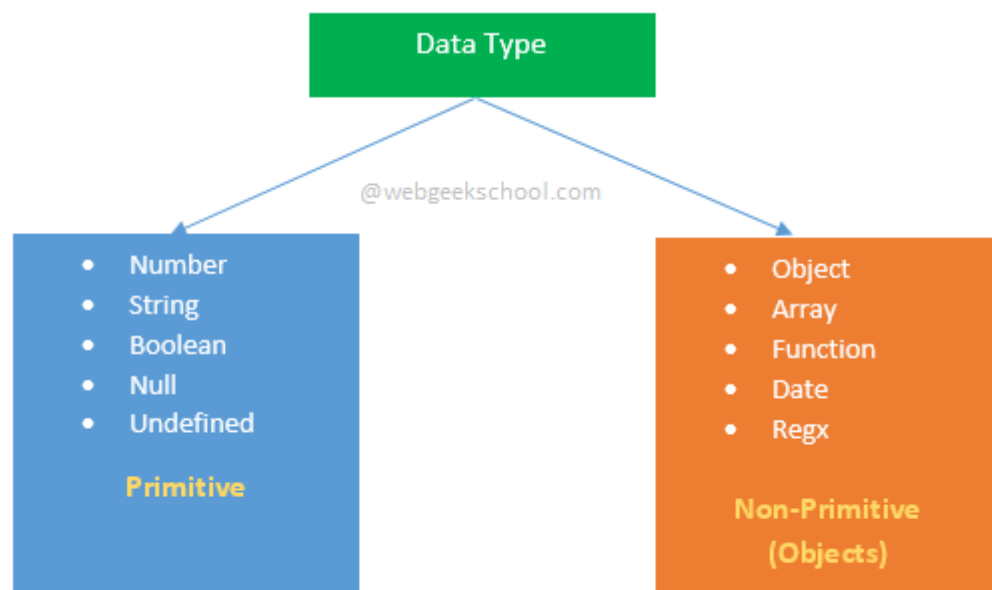 Data Type
@webgeekschool.com
Number
String
Boolean
Null
Undefined
Primitive
Object
Array
Function
Date
Regx
Non-Primitive
(Objects)